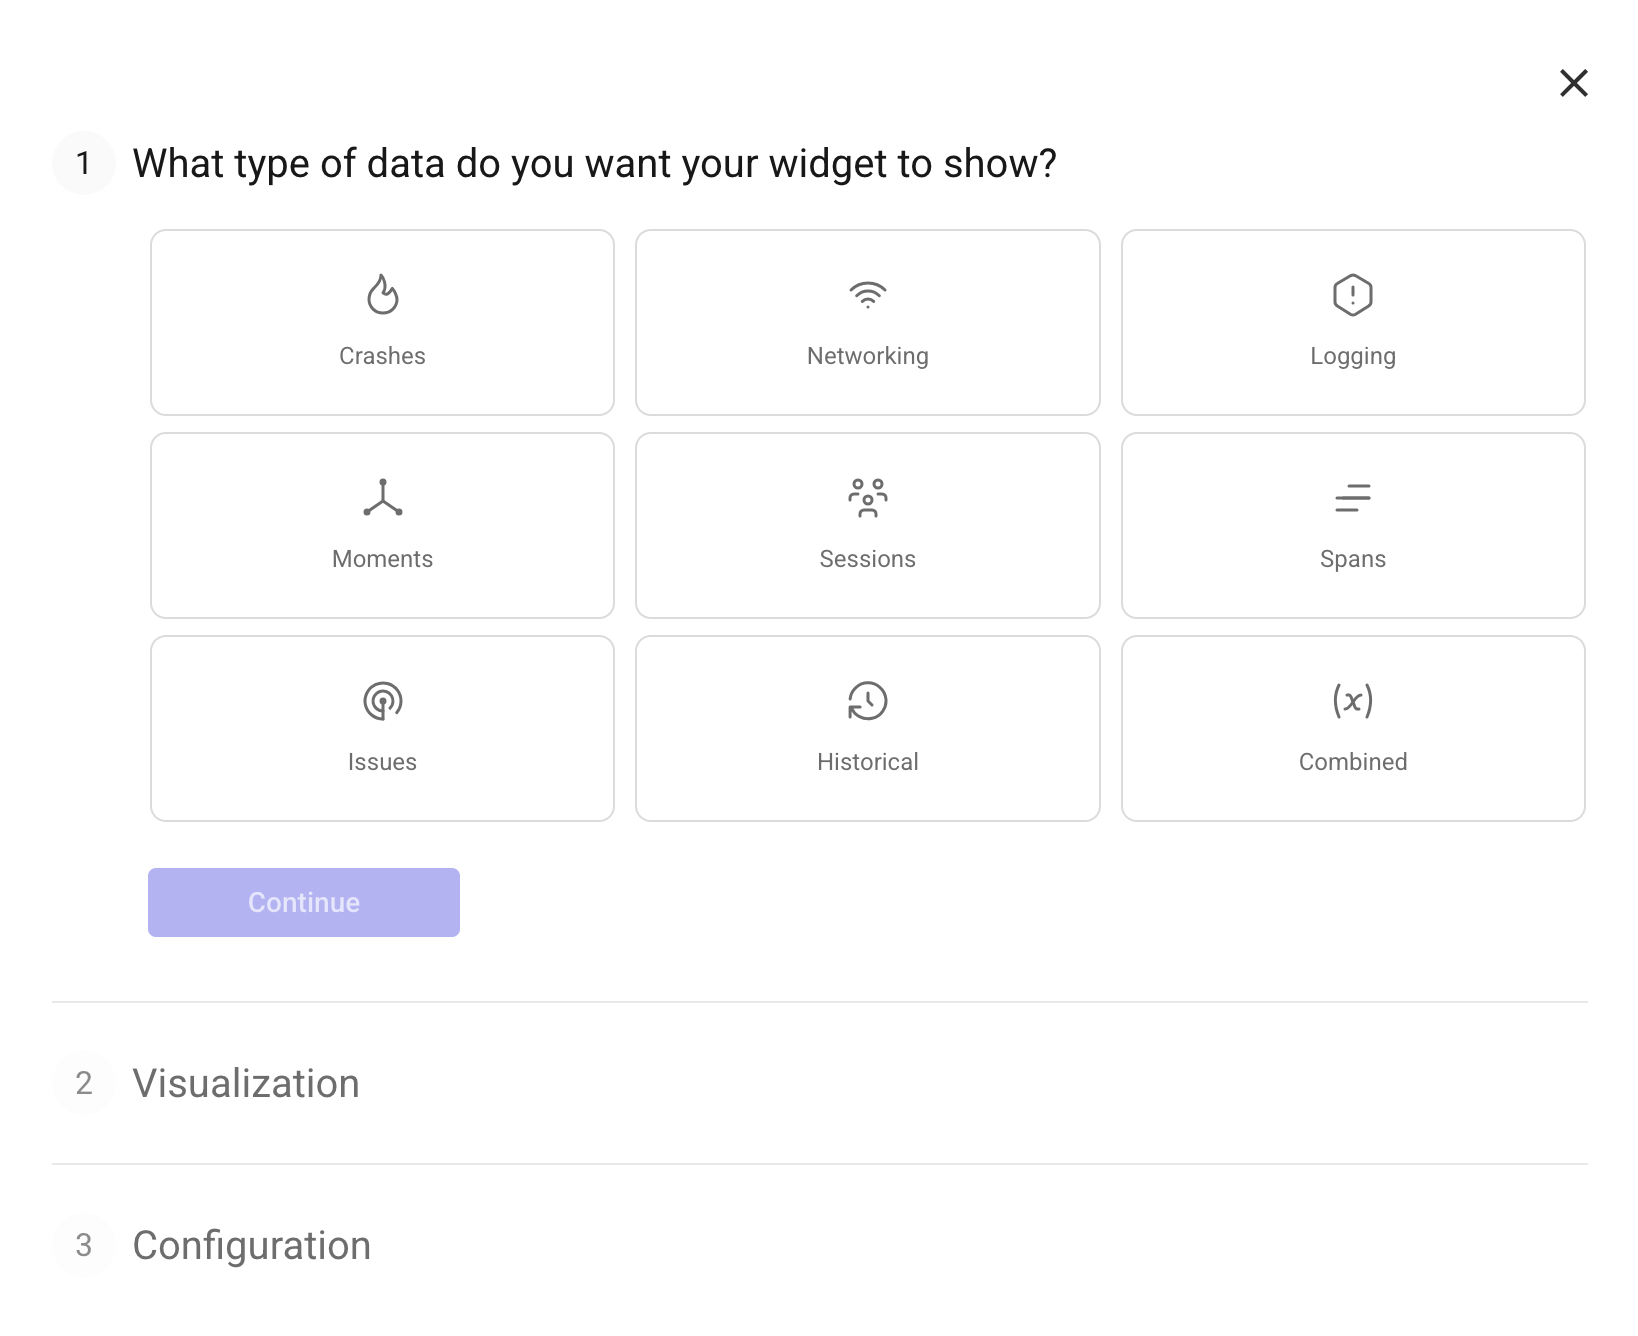 1 What type of data do you want your widget to show?
Crashes Networking Logging
Moments Sessions Spans
Issues Historical Combined
Continue
2 Visualization
3 Configuration